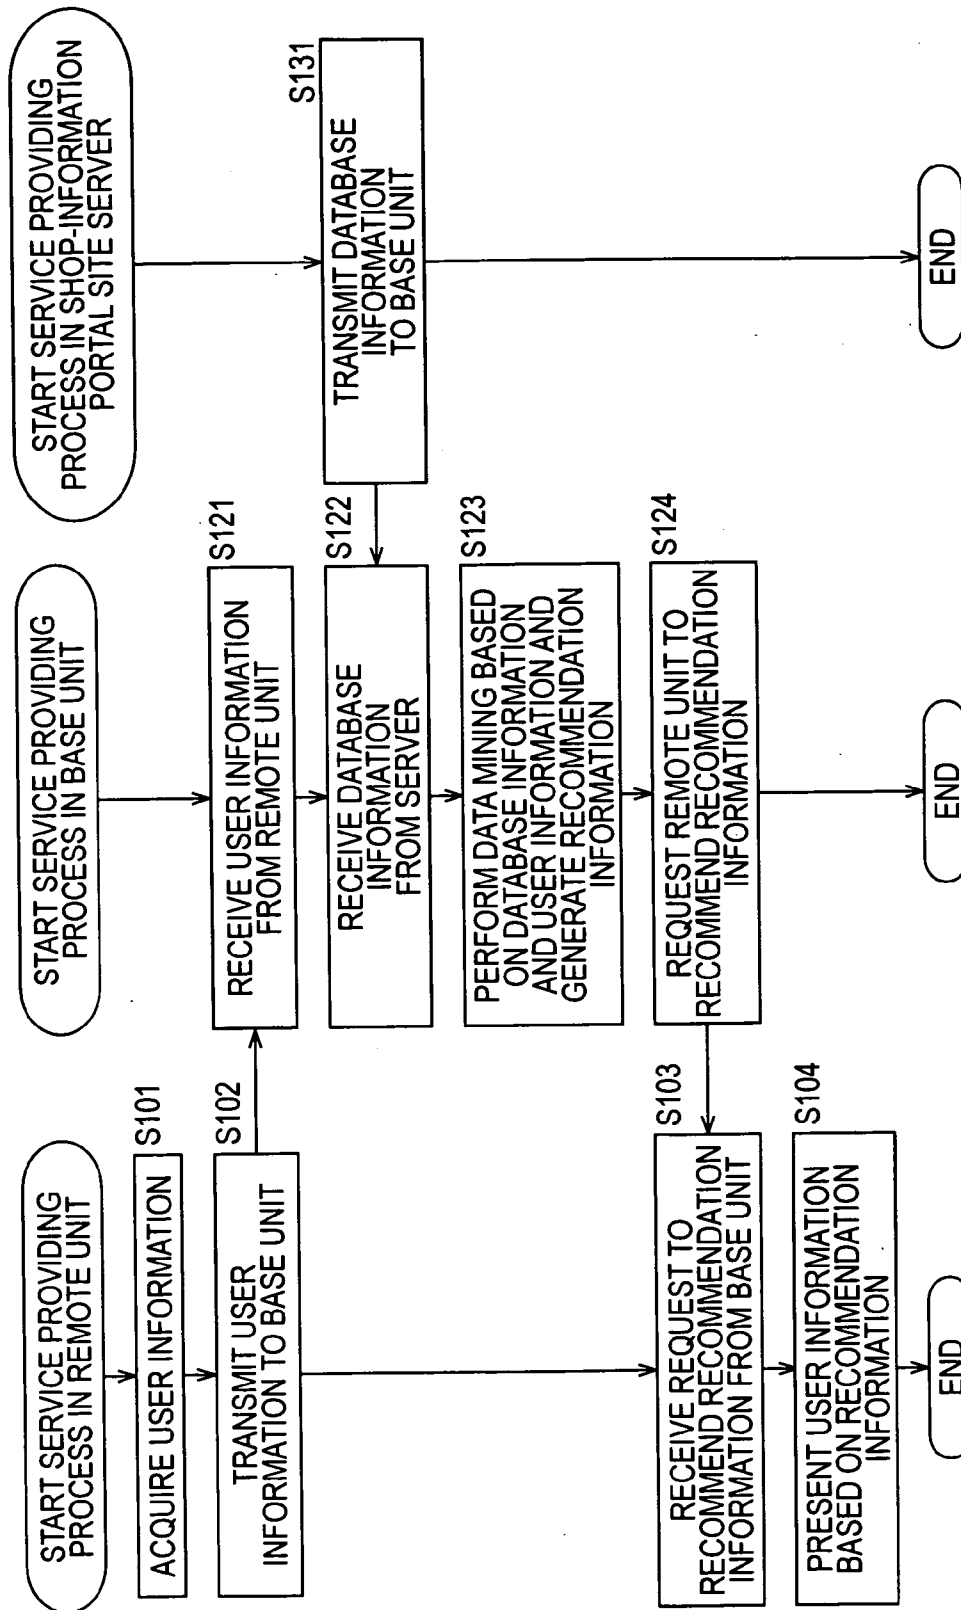 START SERVICE PROVIDING
PROCESS IN REMOTE UNIT
S101
ACQUIRE USER INFORMATION
S102
TRANSMIT USER
INFORMATION TO BASE UNIT
S103
RECEIVE REQUEST TO
RECOMMEND RECOMMENDATION
INFORMATION FROM BASE UNIT
S104
PRESENT USER INFORMATION
BASED ON RECOMMENDATION
INFORMATION
END
START SERVICE PROVIDING
PROCESS IN BASE UNIT
S121
RECEIVE USER INFORMATION
FROM REMOTE UNIT
S122
RECEIVE DATABASE
INFORMATION
FROM SERVER
S123
PERFORM DATA MINING BASED
ON DATABASE INFORMATION
AND USER INFORMATION AND
GENERATE RECOMMENDATION
INFORMATION
S124
REQUEST REMOTE UNIT TO
RECOMMEND RECOMMENDATION
INFORMATION
END
START SERVICE PROVIDING
PROCESS IN SHOP-INFORMATION
PORTAL SITE SERVER
S131
TRANSMIT DATABASE
INFORMATION
TO BASE UNIT
END